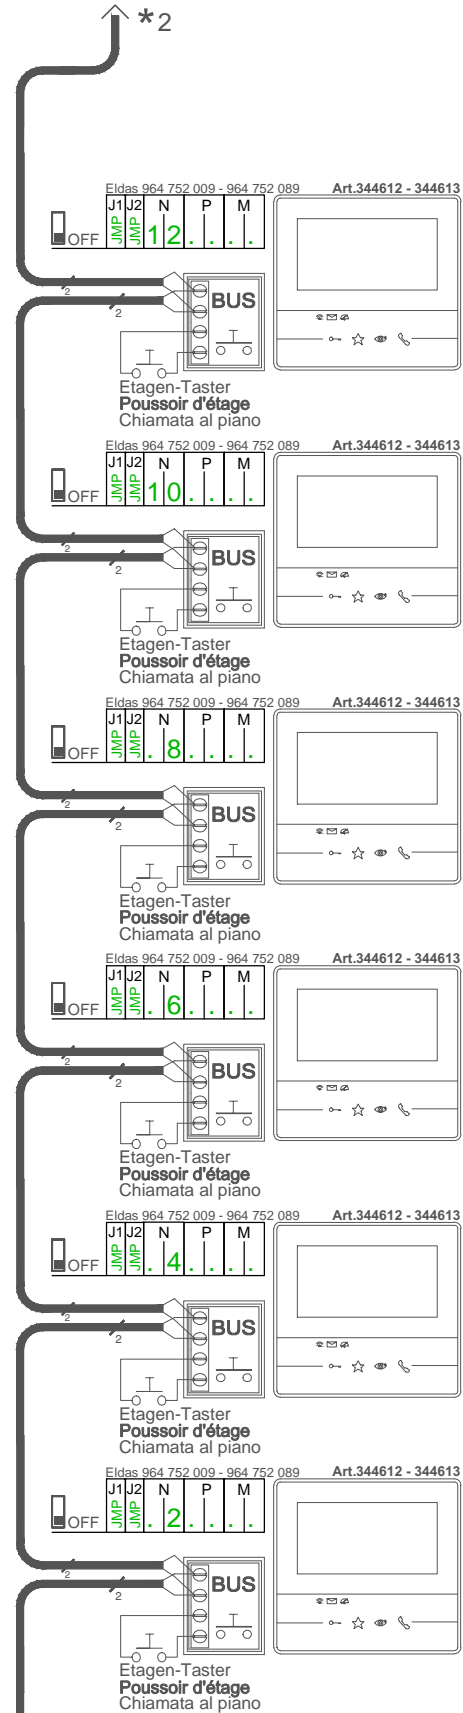 *2
Eldas 964 752 009 - 964 752 089 Art.344612 - 344613
J1 J2 N P M
OFF JMP JMP 1 2 . . . .
2
2
BUS
Etagen-Taster
Poussoir d'étage
Chiamata al piano
Eldas 964 752 009 - 964 752 089 Art.344612 - 344613
J1 J2 N P M
OFF JMP JMP 1 0 . . . .
2
2
BUS
Etagen-Taster
Poussoir d'étage
Chiamata al piano
Eldas 964 752 009 - 964 752 089 Art.344612 - 344613
J1 J2 N P M
OFF JMP JMP . 8 . . . .
2
2
BUS
Etagen-Taster
Poussoir d'étage
Chiamata al piano
Eldas 964 752 009 - 964 752 089 Art.344612 - 344613
J1 J2 N P M
OFF JMP JMP . 6 . . . .
2
2
BUS
Etagen-Taster
Poussoir d'étage
Chiamata al piano
Eldas 964 752 009 - 964 752 089 Art.344612 - 344613
J1 J2 N P M
OFF JMP JMP . 4 . . . .
2
2
BUS
Etagen-Taster
Poussoir d'étage
Chiamata al piano
Eldas 964 752 009 - 964 752 089 Art.344612 - 344613
J1 J2 N P M
OFF JMP JMP . 2 . . . .
2
2
BUS
Etagen-Taster
Poussoir d'étage
Chiamata al piano